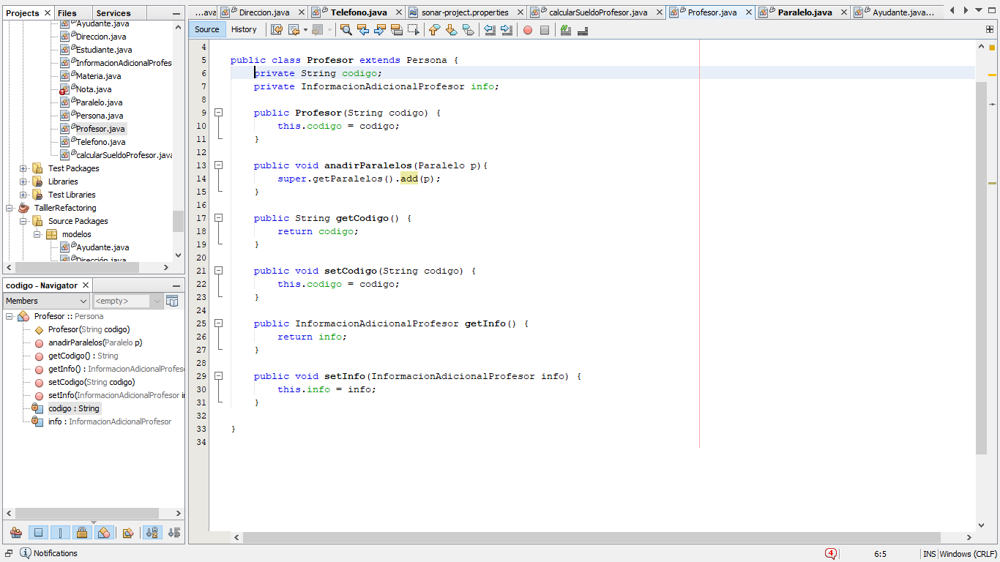 Projects Files Services
Ayudante.java
Direccion.java
Estudiante.java
InformacionAdicionalProfes
Materia.java
Nota.java
Paralelo.java
Persona.java
Profesor.java
Telefono.java
calcularSueldoProfesor.java
Test Packages
Libraries
Test Libraries
TalllerRefactoring
Source Packages
modelos
Ayudante.java
Dirección.java
codigo - Navigator
Members <empty>
Profesor :: Persona
Profesor(String codigo)
anadirParalelos(Paralelo p)
getCodigo() : String
getInfo() : InformacionAdicionalProfeso
setCodigo(String codigo)
setInfo(InformacionAdicionalProfesor in
codigo : String
info : InformacionAdicionalProfesor
...ava Direccion.java Telefono.java sonar-project.properties calcularSueldoProfesor.java Profesor.java Paralelo.java Ayudante.java...
Source History
4
5 public class Profesor extends Persona {
6 private String codigo;
7 private InformacionAdicionalProfesor info;
8
9 public Profesor(String codigo) {
10 this.codigo = codigo;
11 }
12
13 public void anadirParalelos(Paralelo p){
14 super.getParalelos().add(p);
15 }
16
17 public String getCodigo() {
18 return codigo;
19 }
20
21 public void setCodigo(String codigo) {
22 this.codigo = codigo;
23 }
24
25 public InformacionAdicionalProfesor getInfo() {
26 return info;
27 }
28
29 public void setInfo(InformacionAdicionalProfesor info) {
30 this.info = info;
31 }
32
33 }
34
Notifications 4 6:5 INS Windows (CRLF)